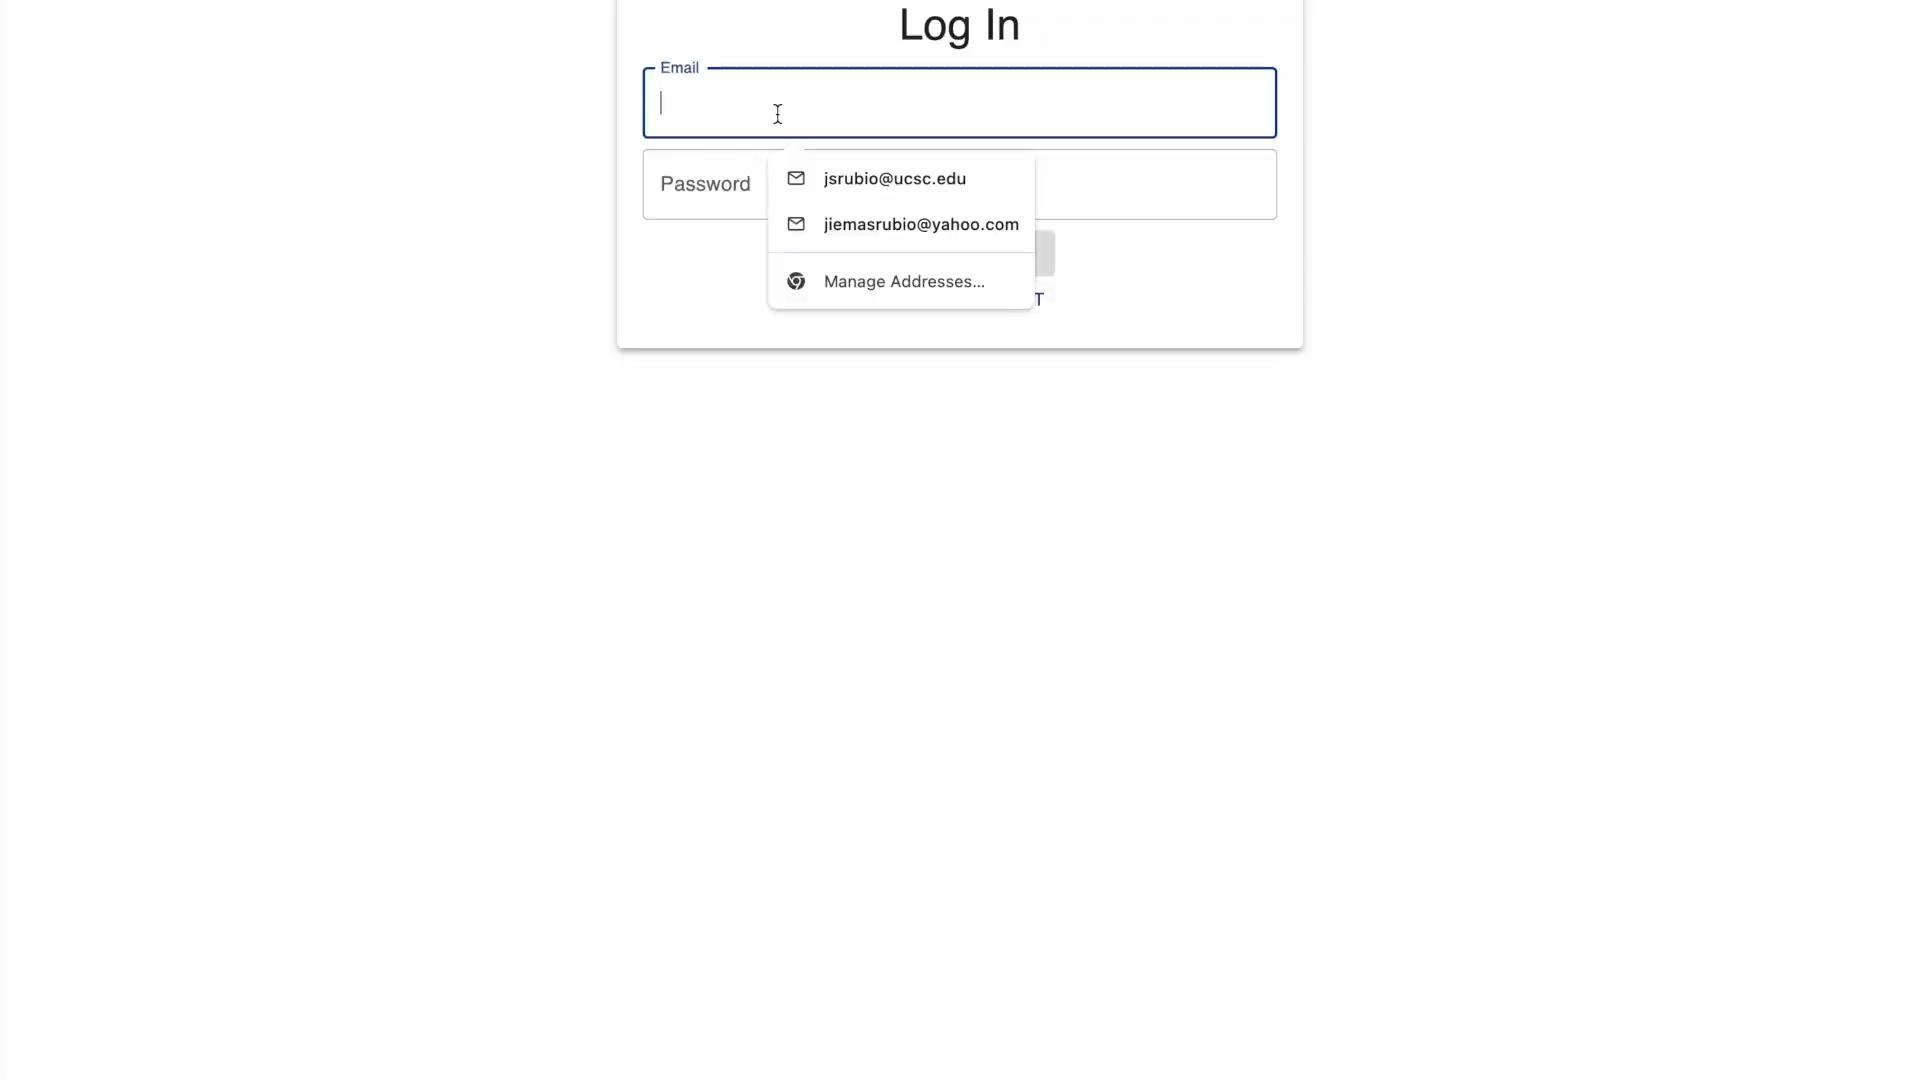 Log In
Email
Password
jsrubio@ucsc.edu
jiemasrubio@yahoo.com
Manage Addresses...
T